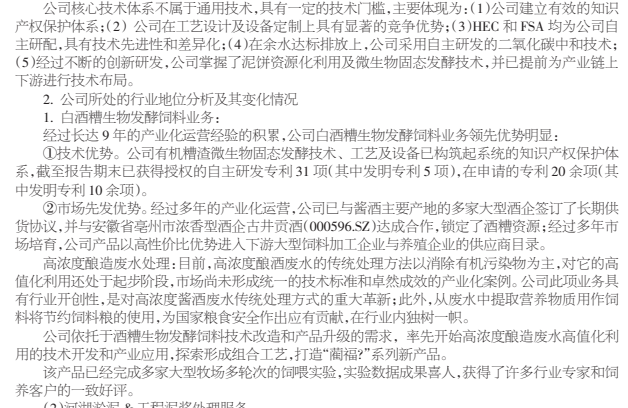 公司核心技术体系不属于通用技术,具有一定的技术门槛,主要体现为:(1)公司建立有效的知识
产权保护体系;(2) 公司在工艺设计及设备定制上具有显著的竞争优势;(3)HEC 和 FSA 均为公司自
主研配,具有技术先进性和差异化;(4)在余水达标排放上,公司采用自主研发的二氧化碳中和技术;
(5)经过不断的创新研发,公司掌握了泥饼资源化利用及微生物固态发酵技术,并已提前为产业链上
下游进行技术布局。
2. 公司所处的行业地位分析及其变化情况
1. 白酒糟生物发酵饲料业务:
经过长达 9 年的产业化运营经验的积累,公司白酒糟生物发酵饲料业务领先优势明显:
①技术优势。公司有机糟渣微生物固态发酵技术、工艺及设备已构筑起系统的知识产权保护体
系,截至报告期末已获得授权的自主研发专利 31 项(其中发明专利 5 项),在申请的专利 20 余项(其
中发明专利 10 余项)。
②市场先发优势。经过多年的产业化运营,公司已与酱酒主要产地的多家大型酒企签订了长期供
货协议,并与安徽省亳州市浓香型酒企古井贡酒(000596.SZ)达成合作,锁定了酒糟资源;经过多年市
场培育,公司产品以高性价比优势进入下游大型饲料加工企业与养殖企业的供应商目录。
高浓度酿造废水处理:目前,高浓度酿酒废水的传统处理方法以消除有机污染物为主,对它的高
值化利用还处于起步阶段,市场尚未形成统一的技术标准和卓然成效的产业化案例。公司此项业务具
有行业开创性,是对高浓度酱酒废水传统处理方式的重大革新;此外,从废水中提取营养物质用作饲
料将节约饲料粮的使用,为国家粮食安全作出应有贡献,在行业内独树一帜。
公司依托于酒糟生物发酵饲料技术改造和产品升级的需求, 率先开始高浓度酿造废水高值化利
用的技术开发和产业应用,探索形成组合工艺,打造“蔺福?”系列新产品。
该产品已经完成多家大型牧场多轮次的饲喂实验,实验数据成果喜人,获得了许多行业专家和饲
养客户的一致好评。
(2)河湖淤泥 & 工程泥浆处理服务